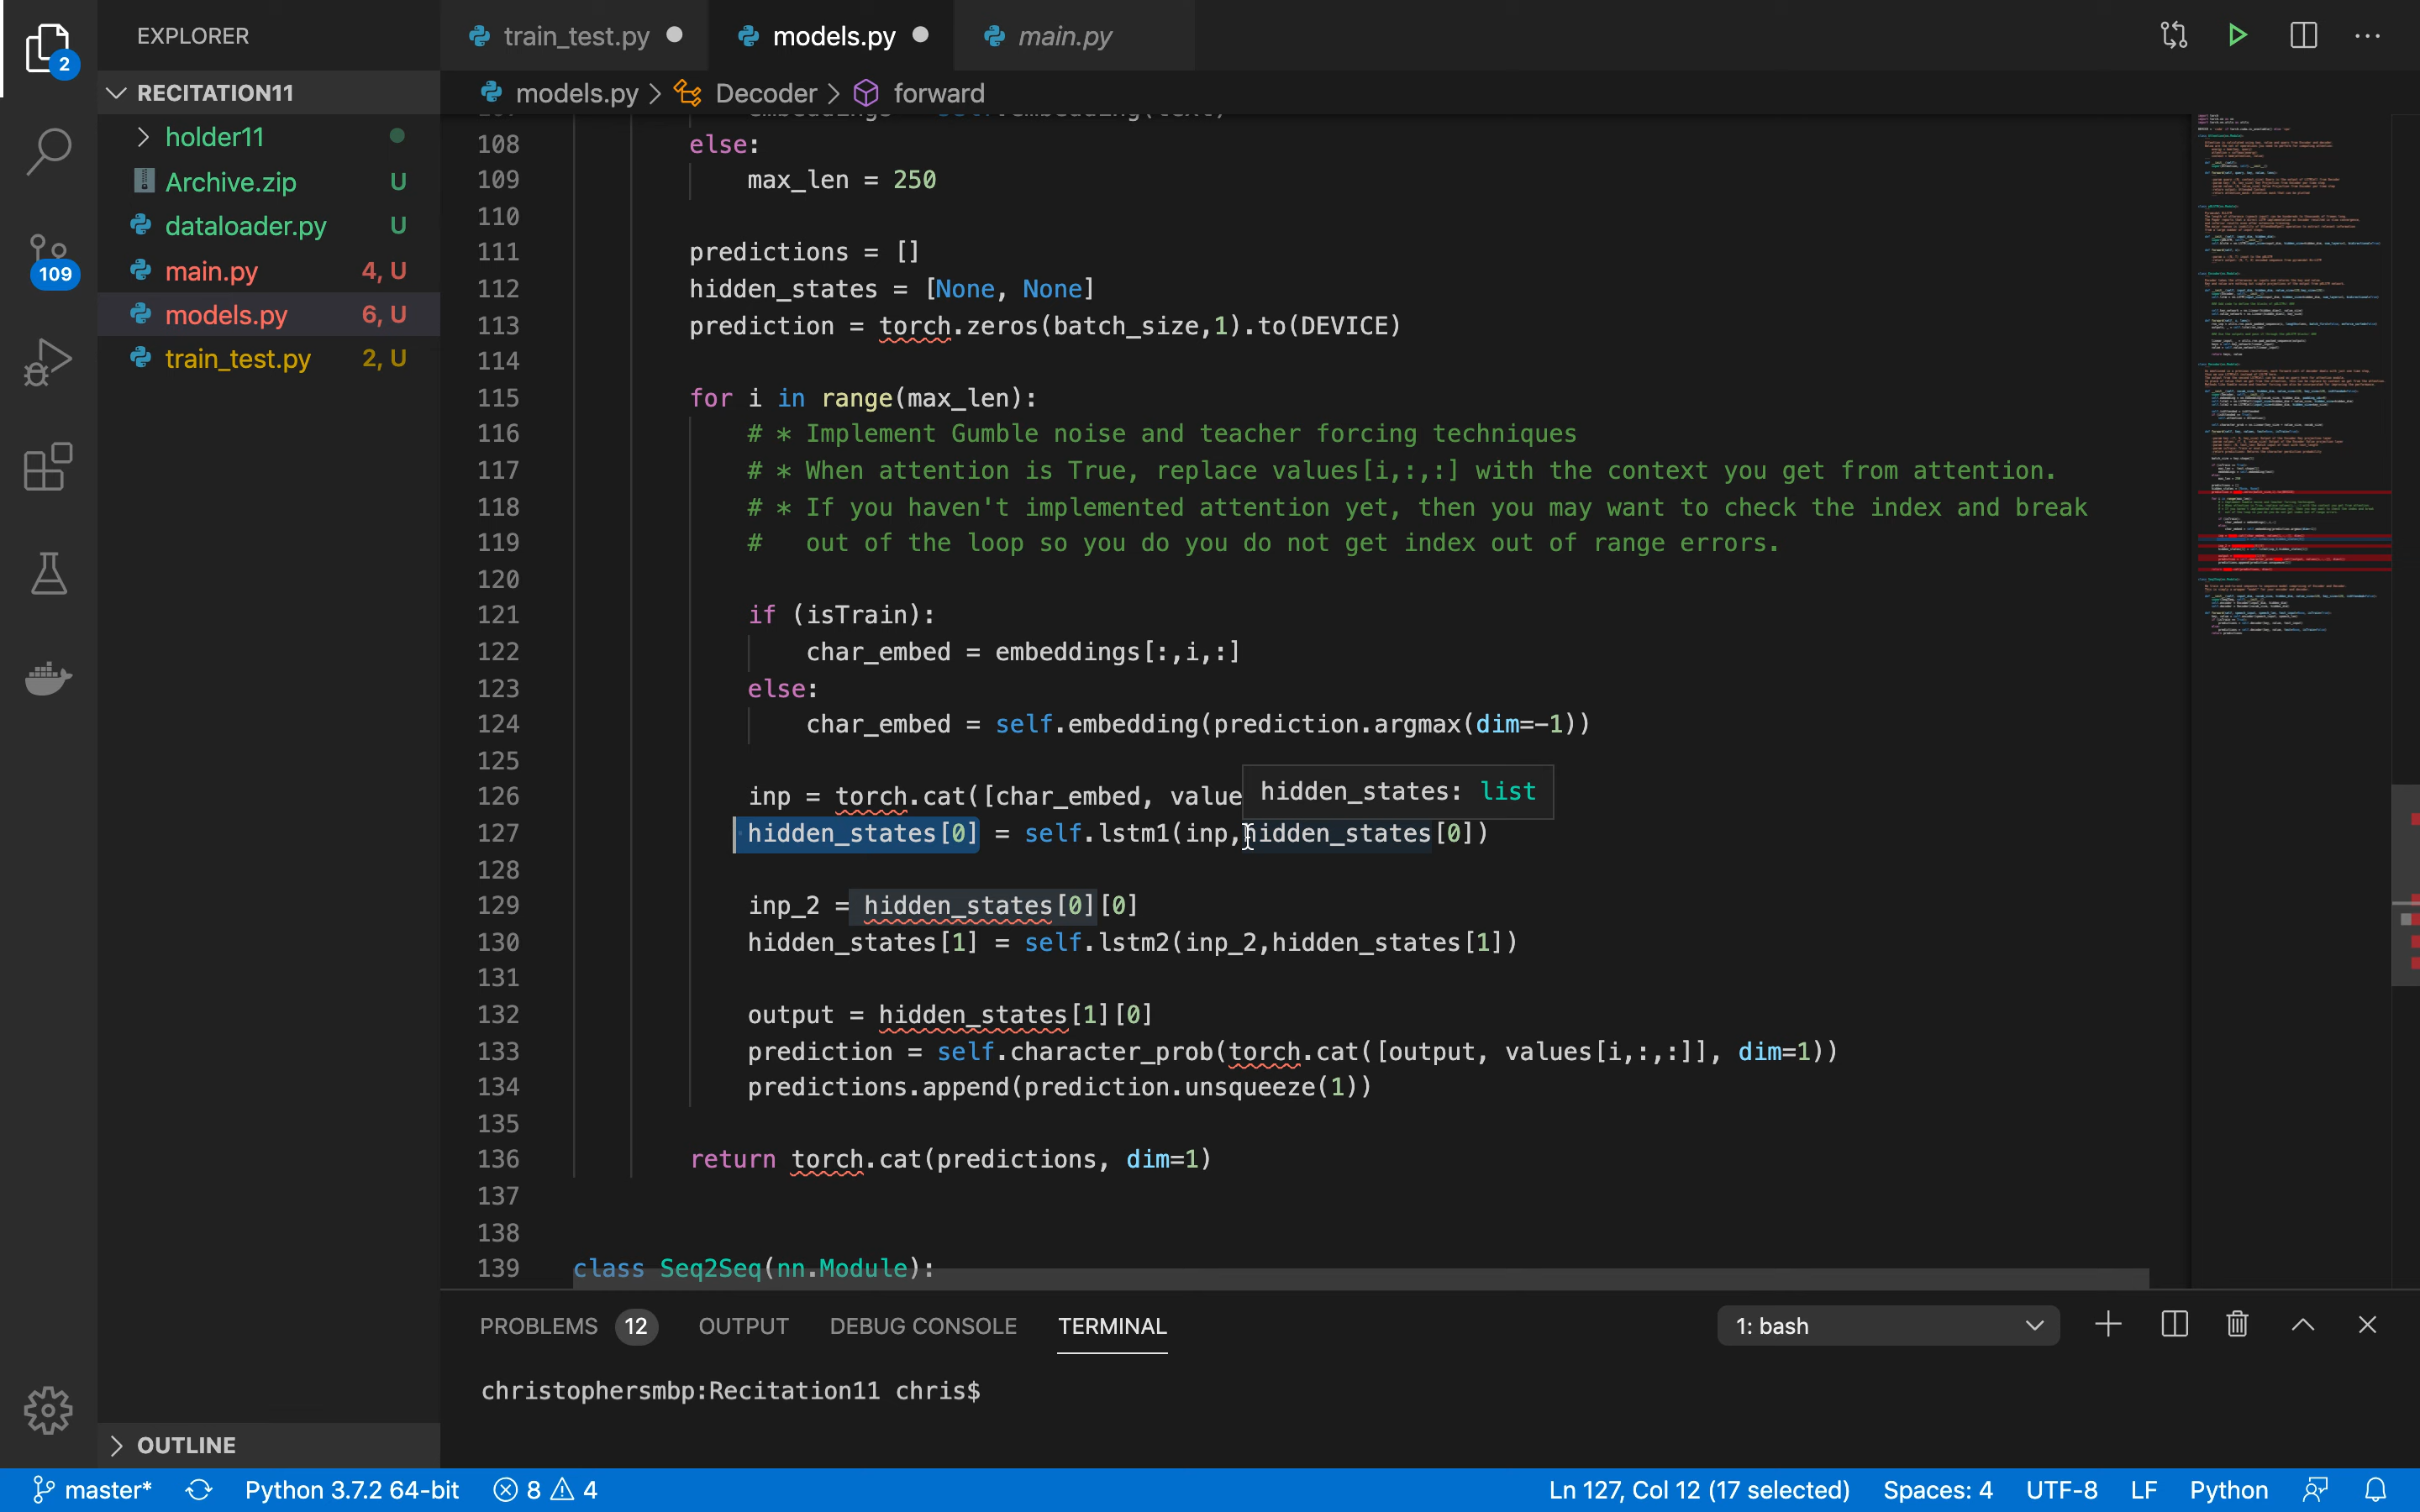 EXPLORER
train_test.py
models.py
main.py
2
RECITATION11
models.py > Decoder > forward
holder11
Archive.zip U
dataloader.py U
109
main.py 4, U
models.py 6, U
train_test.py 2, U
108 else:
109 max_len = 250
110
111 predictions = []
112 hidden_states = [None, None]
113 prediction = torch.zeros(batch_size,1).to(DEVICE)
114
115 for i in range(max_len):
116 # * Implement Gumble noise and teacher forcing techniques
117 # * When attention is True, replace values[i,:,:] with the context you get from attention.
118 # * If you haven't implemented attention yet, then you may want to check the index and break
119 #   out of the loop so you do you do not get index out of range errors.
120
121 if (isTrain):
122 char_embed = embeddings[:,i,:]
123 else:
124 char_embed = self.embedding(prediction.argmax(dim=-1))
125
126 inp = torch.cat([char_embed, value
hidden_states: list
127 hidden_states[0] = self.lstm1(inp,hidden_states[0])
128
129 inp_2 = hidden_states[0][0]
130 hidden_states[1] = self.lstm2(inp_2,hidden_states[1])
131
132 output = hidden_states[1][0]
133 prediction = self.character_prob(torch.cat([output, values[i,:,:]], dim=1))
134 predictions.append(prediction.unsqueeze(1))
135
136 return torch.cat(predictions, dim=1)
137
138
139 class Seq2Seq(nn.Module):
PROBLEMS 12 OUTPUT DEBUG CONSOLE TERMINAL 1: bash
christophersmbp:Recitation11 chris$
OUTLINE
master* Python 3.7.2 64-bit 8 4 Ln 127, Col 12 (17 selected) Spaces: 4 UTF-8 LF Python